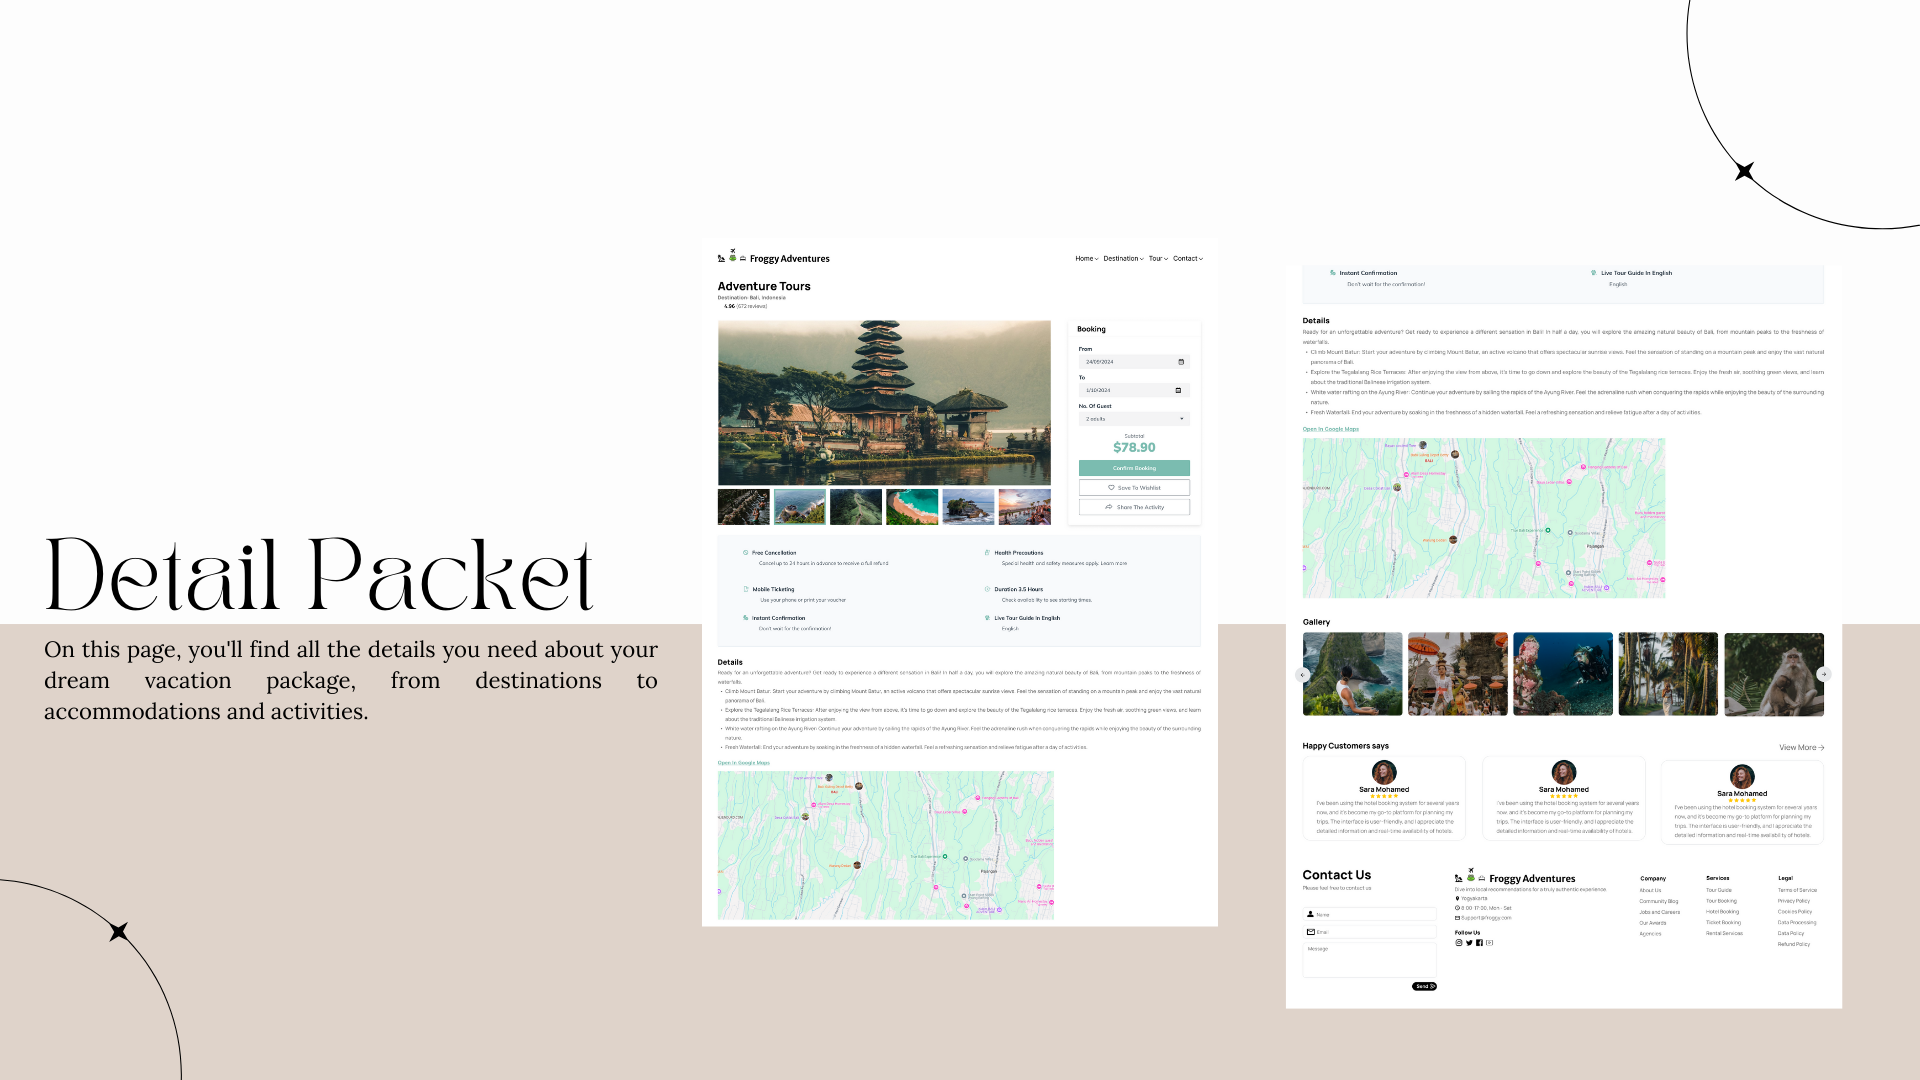 Detail Packet
On this page, you'll find all the details you need about your
dream vacation package, from destinations to
accommodations and activities.
Froggy Adventures
Home
Destination
Tour
Contact
Adventure Tours
Destination: Bali, Indonesia
4.96 (672 reviews)
Booking
From
24/09/2024
To
1/10/2024
No. Of Guest
2 adults
Subtotal
$78.90
Confirm Booking
Save To Wishlist
Share The Activity
Free Cancellation
Cancel up to 24 hours in advance to receive a full refund
Health Precautions
Special health and safety measures apply. Learn more
Mobile Ticketing
Use your phone or print your voucher
Duration 3.5 Hours
Check availability to see starting times.
Instant Confirmation
Don't wait for the confirmation!
Live Tour Guide In English
English
Details
Ready for an unforgettable adventure? Get ready to experience a different sensation in Bali! In half a day, you will explore the amazing natural beauty of Bali, from mountain peaks to the freshness of
waterfalls.
• Climb Mount Batur: Start your adventure by climbing Mount Batur, an active volcano that offers spectacular sunrise views. Feel the sensation of standing on a mountain peak and enjoy the vast natural
panorama of Bali.
• Explore the Tegalalang Rice Terraces: After enjoying the view from above, it's time to go down and explore the beauty of the Tegalalang rice terraces. Enjoy the fresh air, soothing green views, and learn
about the traditional Balinese irrigation system
• White water rafting on the Ayung River: Continue your adventure by sailing the rapids of the Ayung River. Feel the adrenaline rush when conquering the rapids while enjoying the beauty of the surrounding
nature.
• Fresh Waterfall: End your adventure by soaking in the freshness of a hidden waterfall. Feel a refreshing sensation and relieve fatigue after a day of activities.
Open In Google Maps
BALI
Payangan
Instant Confirmation
Don't wait for the confirmation!
Live Tour Guide In English
English
Details
Ready for an unforgettable adventure? Get ready to experience a different sensation in Bali! In half a day, you will explore the amazing natural beauty of Bali, from mountain peaks to the freshness of
waterfalls.
• Climb Mount Batur: Start your adventure by climbing Mount Batur, an active volcano that offers spectacular sunrise views. Feel the sensation of standing on a mountain peak and enjoy the vast natural
panorama of Bali.
• Explore the Tegalalang Rice Terraces: After enjoying the view from above, it's time to go down and explore the beauty of the Tegalalang rice terraces. Enjoy the fresh air, soothing green views, and learn
about the traditional Balinese irrigation system
• White water rafting on the Ayung River: Continue your adventure by sailing the rapids of the Ayung River. Feel the adrenaline rush when conquering the rapids while enjoying the beauty of the surrounding
nature.
• Fresh Waterfall: End your adventure by soaking in the freshness of a hidden waterfall. Feel a refreshing sensation and relieve fatigue after a day of activities.
Open In Google Maps
BALI
Payangan
Gallery
Happy Customers says
View More →
Sara Mohamed
I've been using the hotel booking system for several years
now, and it's become my go-to platform for planning my
trips. The interface is user-friendly, and I appreciate the
detailed information and real-time availability of hotels.
Sara Mohamed
I've been using the hotel booking system for several years
now, and it's become my go-to platform for planning my
trips. The interface is user-friendly, and I appreciate the
detailed information and real-time availability of hotels.
Sara Mohamed
I've been using the hotel booking system for several years
now, and it's become my go-to platform for planning my
trips. The interface is user-friendly, and I appreciate the
detailed information and real-time availability of hotels.
Contact Us
Please feel free to contact us
Name
Email
Message
Send
Froggy Adventures
Dive into local recommendations for a truly authentic experience.
Yogyakarta
8:00-17:00, Mon - Sat
Support@froggy.com
Follow Us
Company
About Us
Community Blog
Jobs and Careers
Our Awards
Agencies
Services
Tour Guide
Tour Booking
Hotel Booking
Ticket Booking
Rental Services
Legal
Terms of Service
Privacy Policy
Cookies Policy
Data Processing
Data Policy
Refund Policy